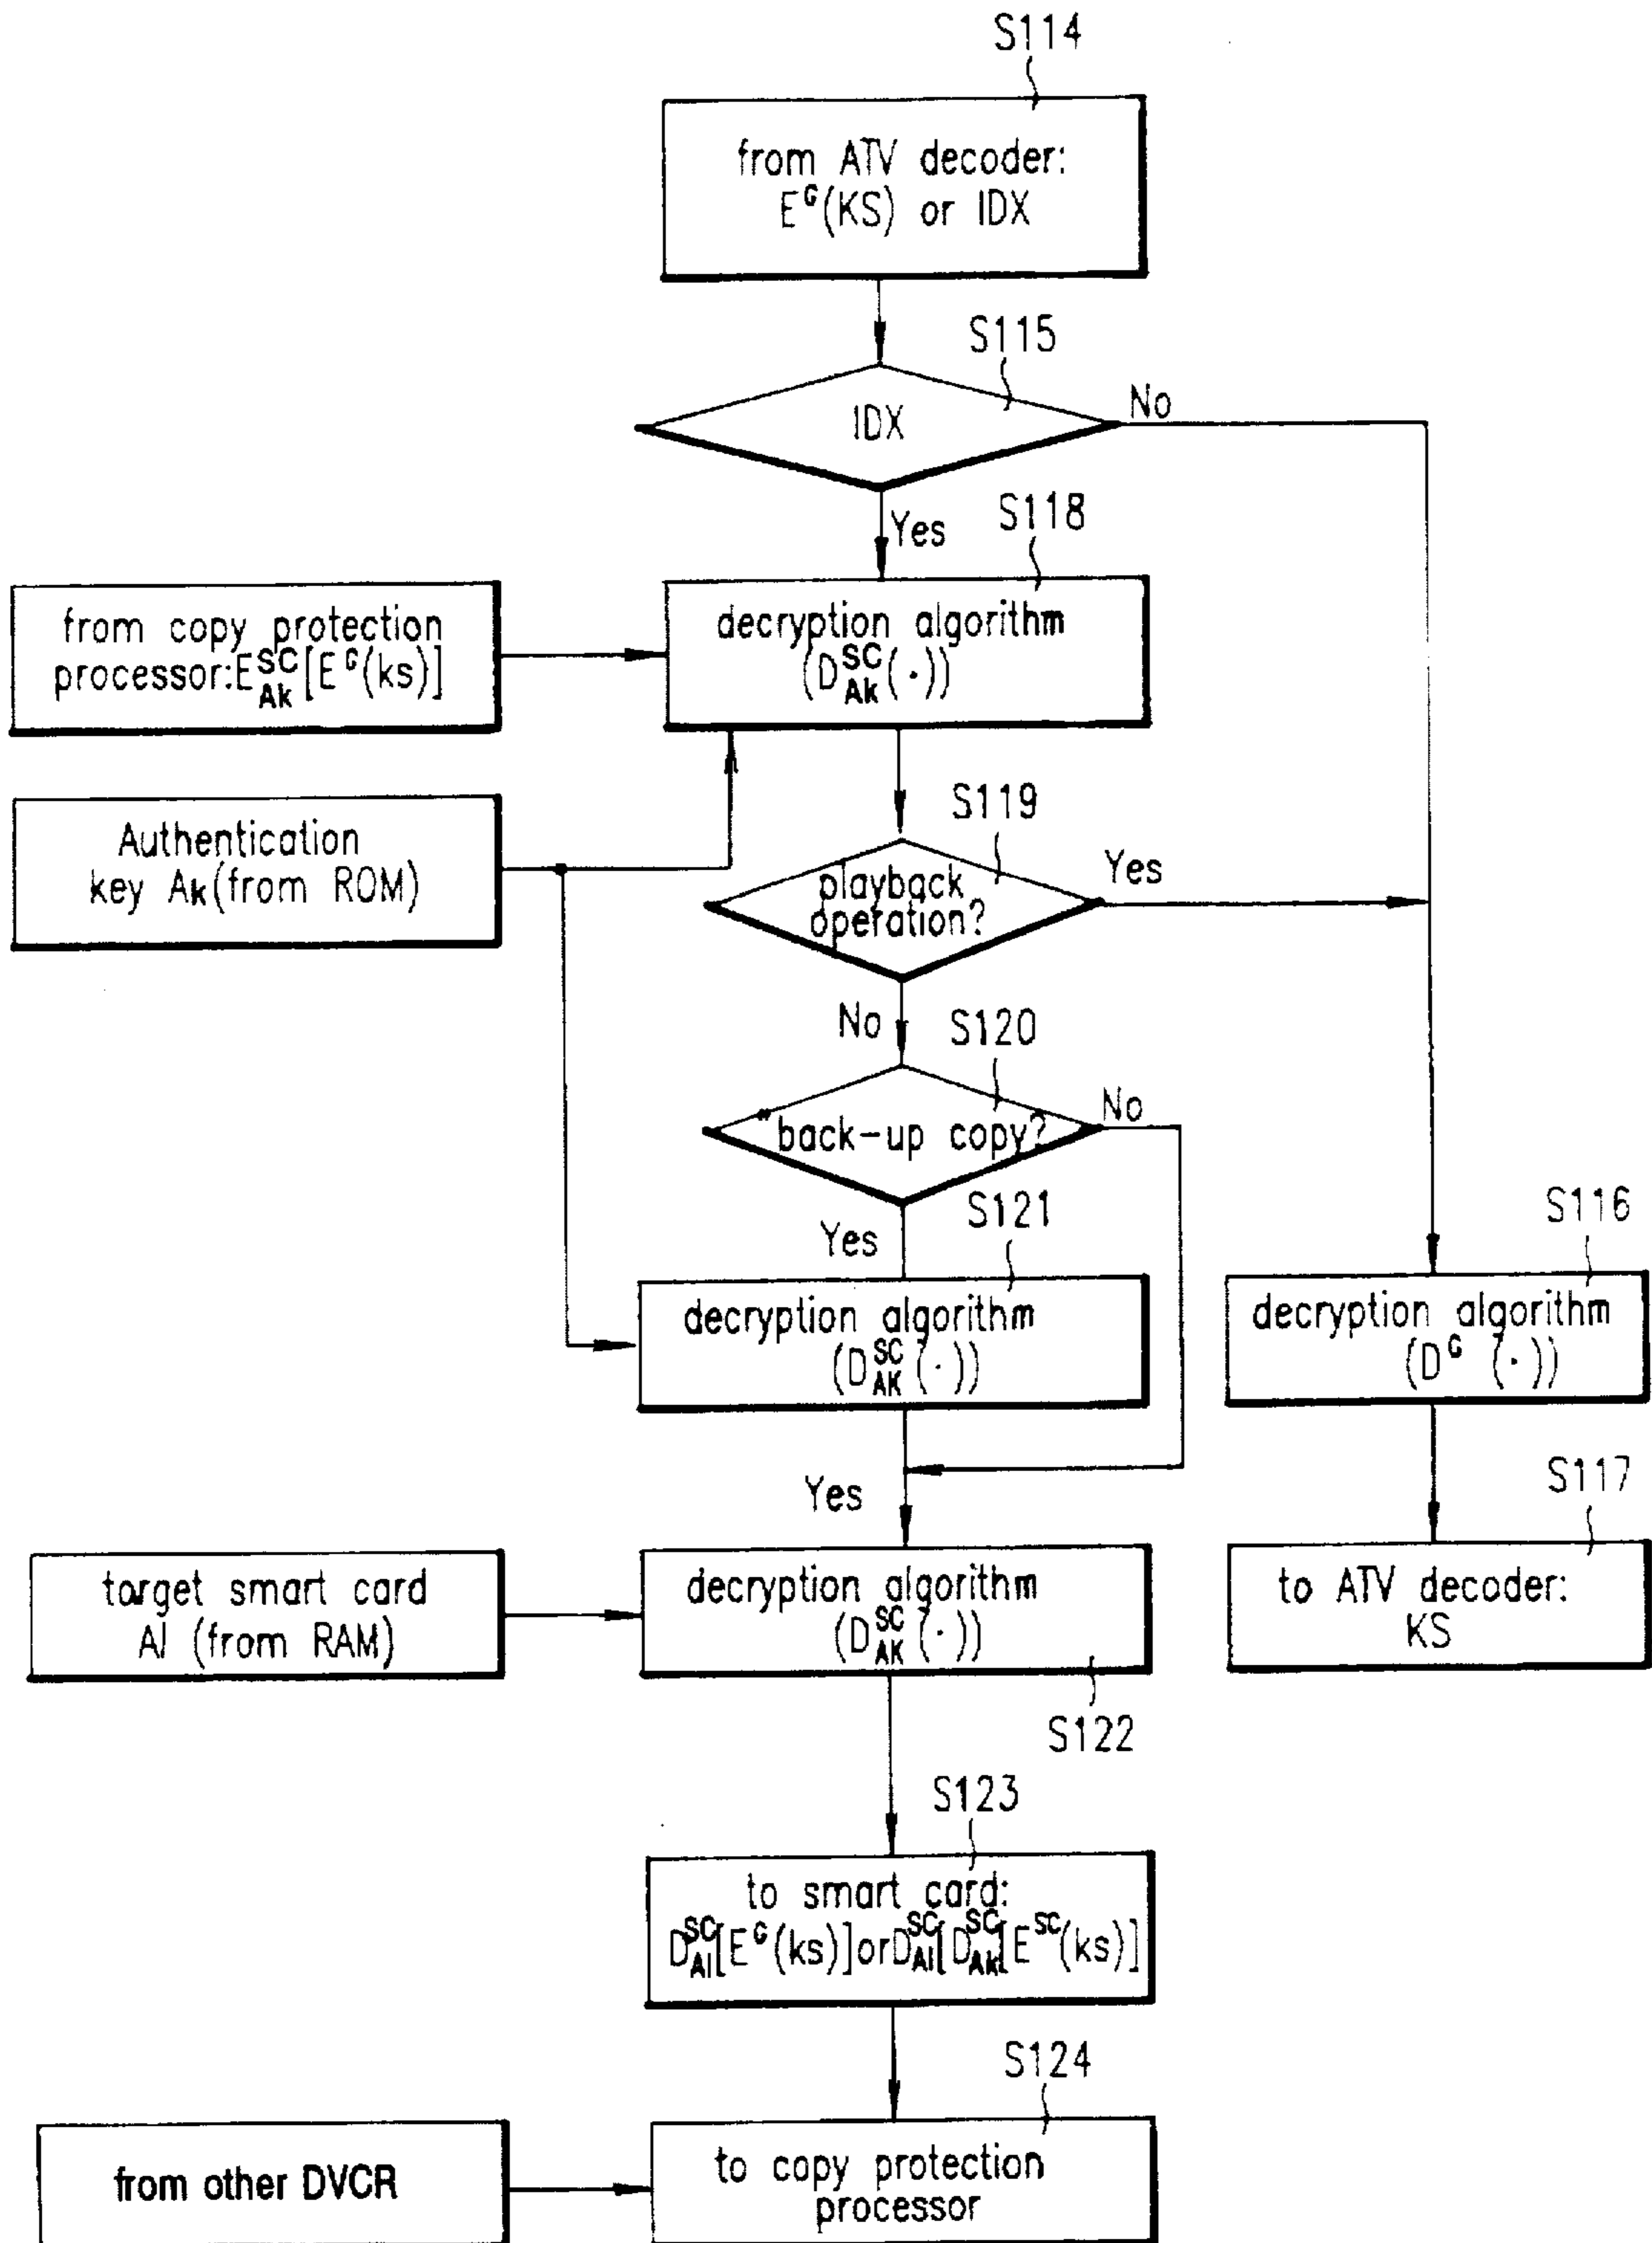 S114
from ATV decoder:
E^G(KS) or IDX
S115
IDX
No
Yes
S118
from copy protection
processor:E^SC_Ak[E^G(ks)]
decryption algorithm
(D^SC_Ak(·))
Authentication
key Ak(from ROM)
S119
playback
operation?
Yes
No
S120
"back-up copy?
No
Yes
S121
decryption algorithm
(D^SC_AK(·))
S116
decryption algorithm
(D^G (·))
Yes
S117
target smart card
Al (from RAM)
decryption algorithm
(D^SC_AK(·))
to ATV decoder:
KS
S122
S123
to smart card:
D^SC_Al[E^G(ks)]orD^SC_Al[D^SC_Ak[E^SC(ks)]
S124
from other DVCR
to copy protection
processor